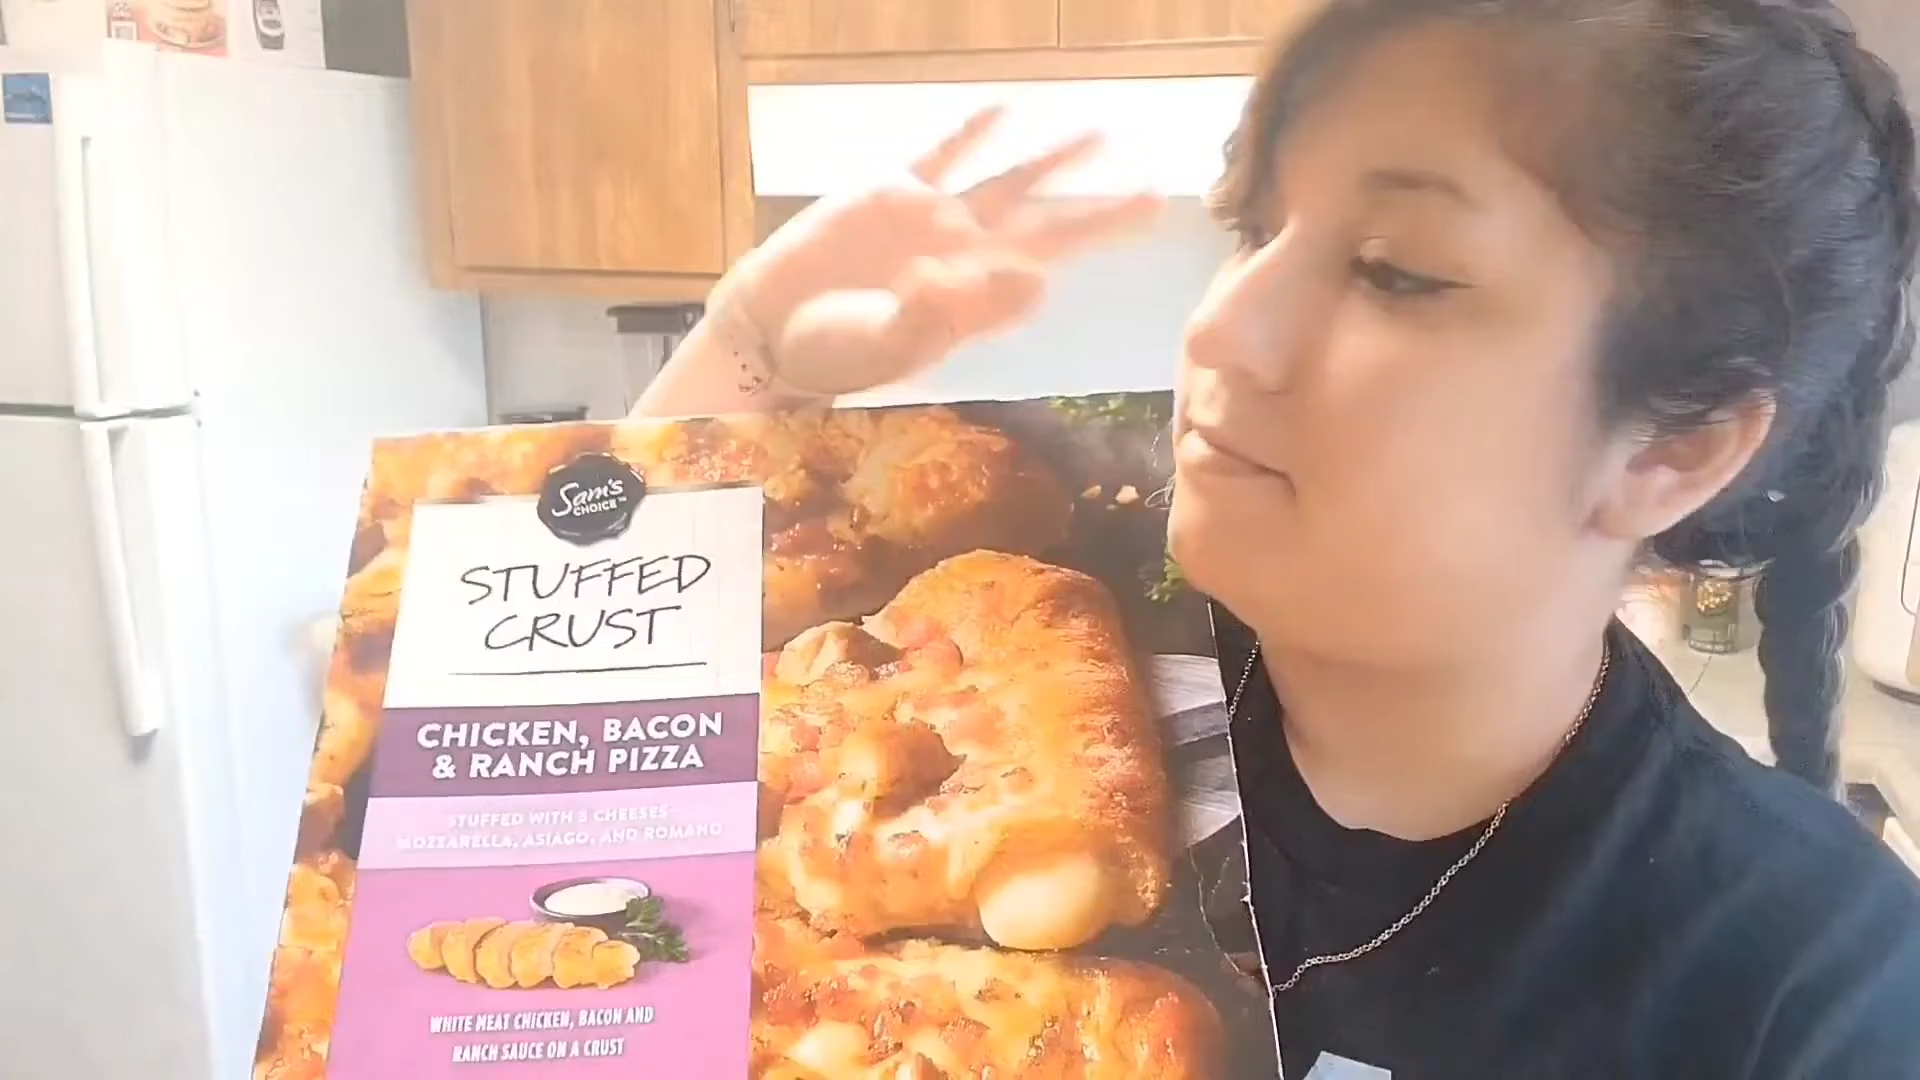 Sam's
CHOICE™
STUFFED
CRUST
CHICKEN, BACON
& RANCH PIZZA
STUFFED WITH 3 CHEESES-
MOZZARELLA, ASIAGO, AND ROMANO
WHITE MEAT CHICKEN, BACON AND
RANCH SAUCE ON A CRUST